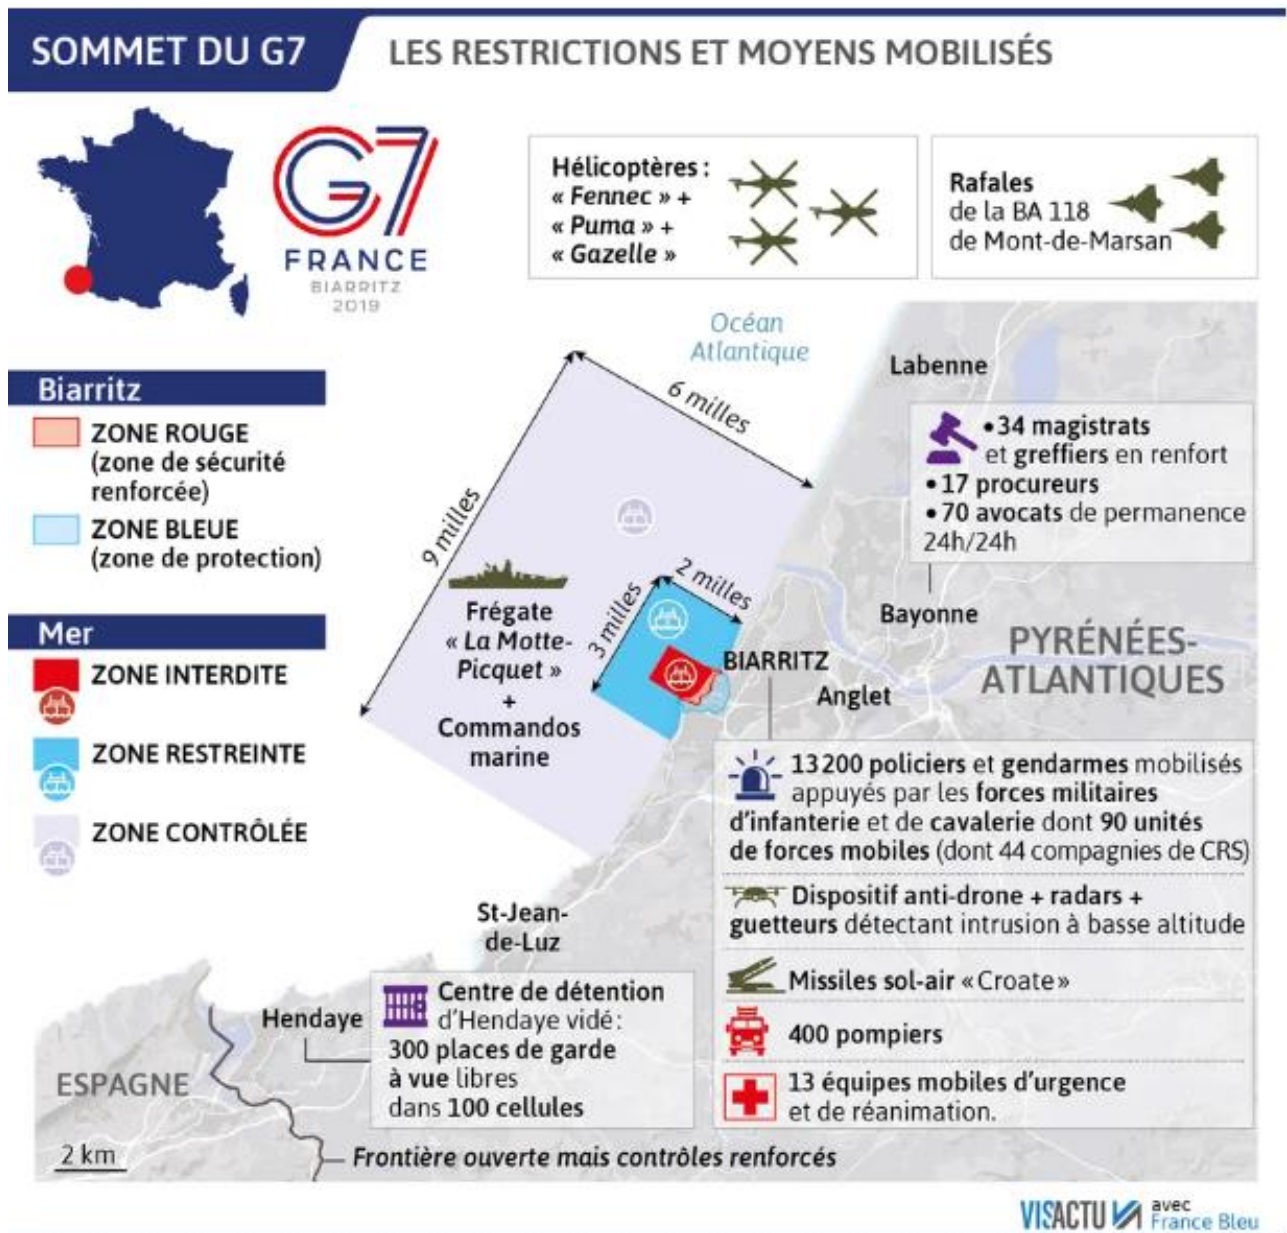 SOMMET DU G7
LES RESTRICTIONS ET MOYENS MOBILISÉS
G7
FRANCE
BIARRITZ
2019
Hélicoptères :
« Fennec » +
« Puma » +
« Gazelle »
Rafales
de la BA 118
de Mont-de-Marsan
Biarritz
ZONE ROUGE
(zone de sécurité
renforcée)
ZONE BLEUE
(zone de protection)
Mer
ZONE INTERDITE
ZONE RESTREINTE
ZONE CONTRÔLÉE
Océan
Atlantique
6 milles
9 milles
2 milles
3 milles
Frégate
« La Motte-
Picquet »
+
Commandos
marine
Labenne
• 34 magistrats
et greffiers en renfort
• 17 procureurs
• 70 avocats de permanence
24h/24h
Bayonne
PYRÉNÉES-
ATLANTIQUES
BIARRITZ
Anglet
13 200 policiers et gendarmes mobilisés
appuyés par les forces militaires
d'infanterie et de cavalerie dont 90 unités
de forces mobiles (dont 44 compagnies de CRS)
Dispositif anti-drone + radars +
guetteurs détectant intrusion à basse altitude
Missiles sol-air « Croate »
400 pompiers
13 équipes mobiles d'urgence
et de réanimation.
St-Jean-
de-Luz
Hendaye
Centre de détention
d'Hendaye vidé :
300 places de garde
à vue libres
dans 100 cellules
ESPAGNE
2 km
Frontière ouverte mais contrôles renforcés
VISACTU avec
France Bleu